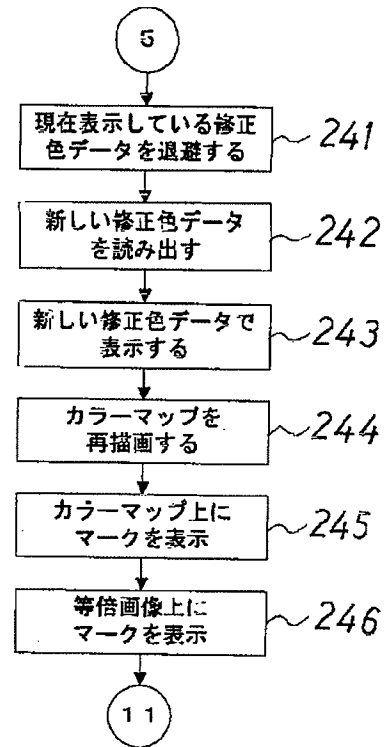 5
現在表示している修正
色データを退避する
241
新しい修正色データ
を読み出す
242
新しい修正色データで
表示する
243
カラーマップを
再描画する
244
カラーマップ上に
マークを表示
245
等倍画像上に
マークを表示
246
11